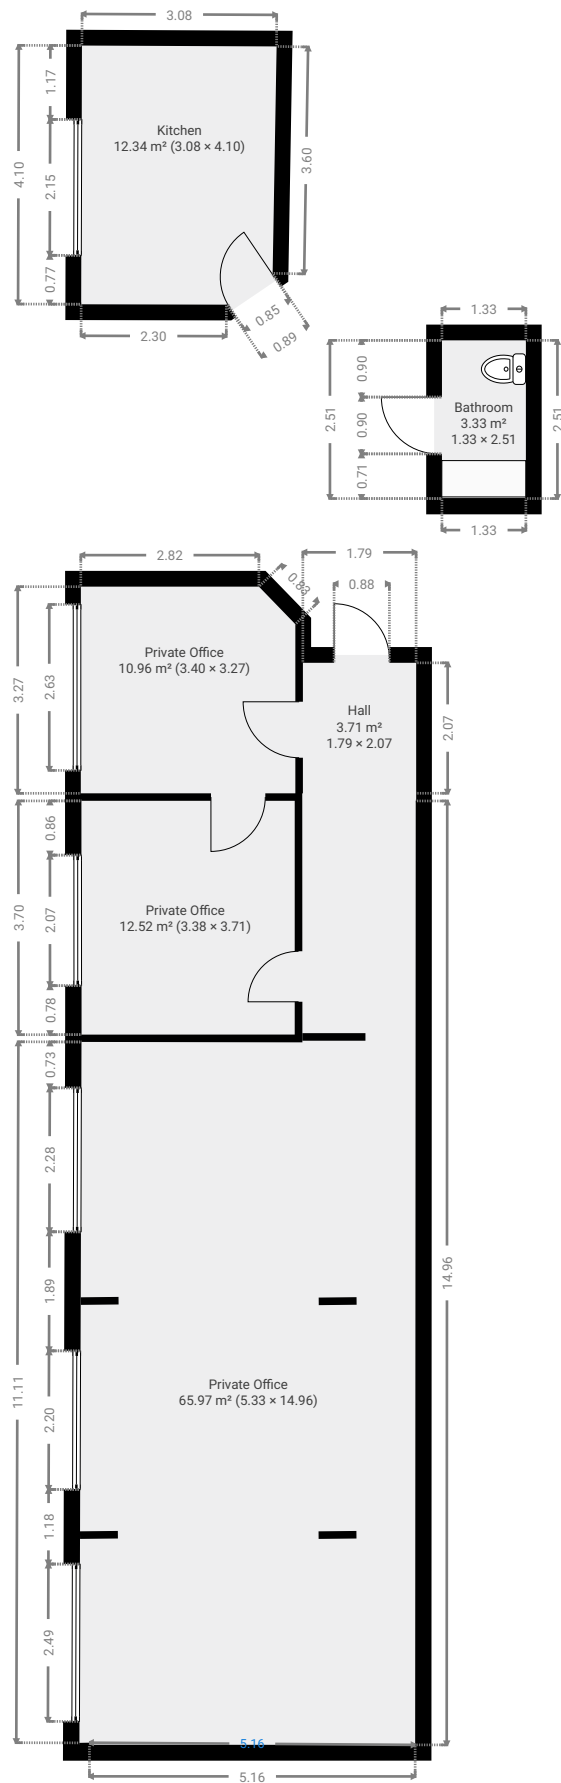 3.08
1.17
Kitchen
12.34 m² (3.08 × 4.10)
4.10
2.15
3.60
0.77
0.85
0.89
2.30
1.33
0.90
2.51
0.90
Bathroom
3.33 m²
1.33 × 2.51
2.51
0.71
1.33
2.82
1.79
0.83
0.88
Private Office
10.96 m² (3.40 × 3.27)
3.27
2.63
Hall
3.71 m²
1.79 × 2.07
2.07
0.86
Private Office
12.52 m² (3.38 × 3.71)
3.70
2.07
0.78
0.73
2.28
14.96
1.89
Private Office
65.97 m² (5.33 × 14.96)
11.11
2.20
1.18
2.49
5.16
5.16